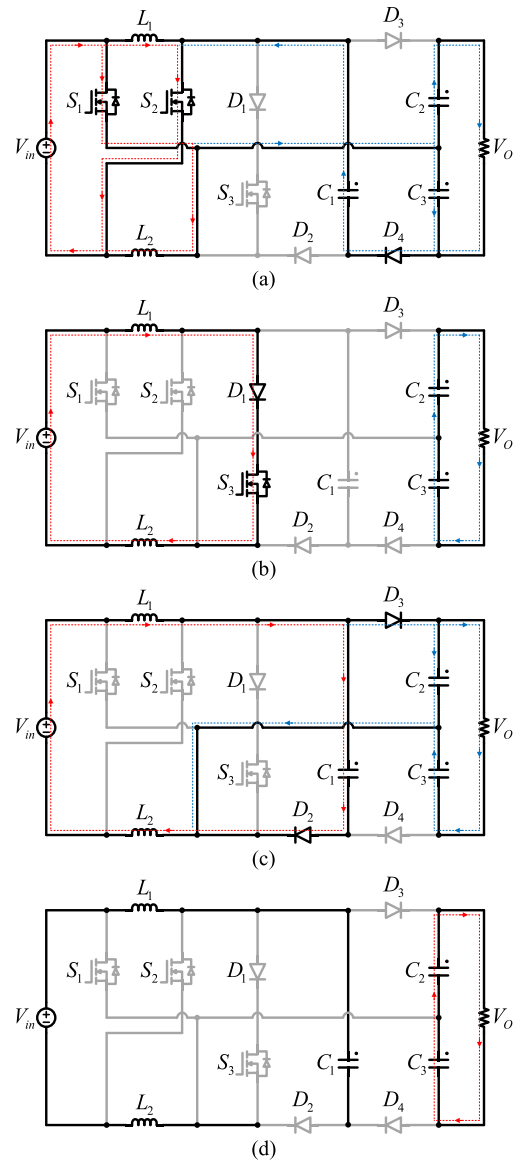 L1 D3
S1 S2 D1 C2
Vin VO
S3 C1 C3
L2 D2 D4
(a)
L1 D3
S1 S2 D1 C2
Vin VO
S3 C1 C3
L2 D2 D4
(b)
L1 D3
S1 S2 D1 C2
Vin VO
S3 C1 C3
L2 D2 D4
(c)
L1 D3
S1 S2 D1 C2
Vin VO
S3 C1 C3
L2 D2 D4
(d)